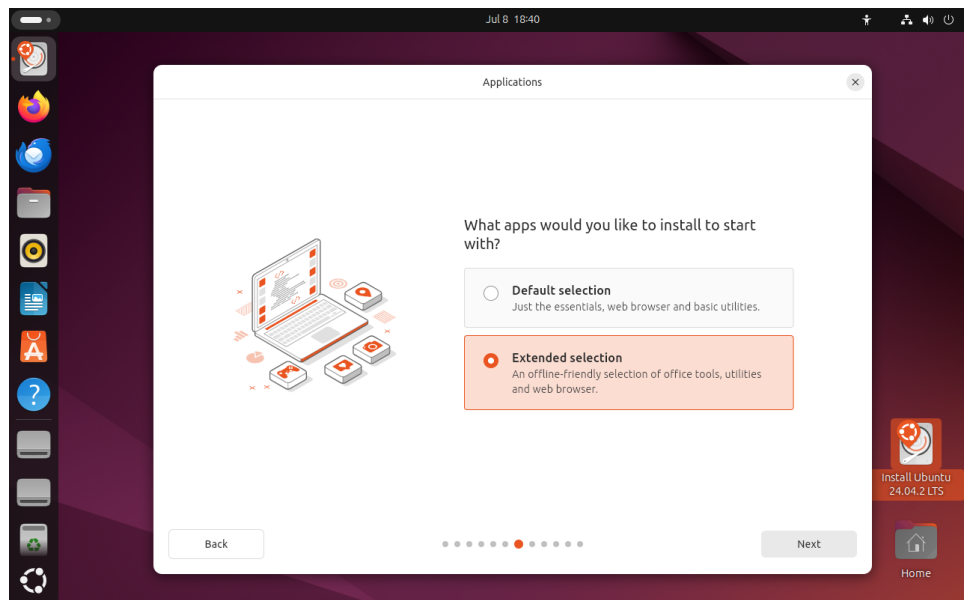 Jul 8 18:40
Applications
What apps would you like to install to start
with?
Default selection
Just the essentials, web browser and basic utilities.
Extended selection
An offline-friendly selection of office tools, utilities
and web browser.
Install Ubuntu
24.04.2 LTS
Back
Next
Home